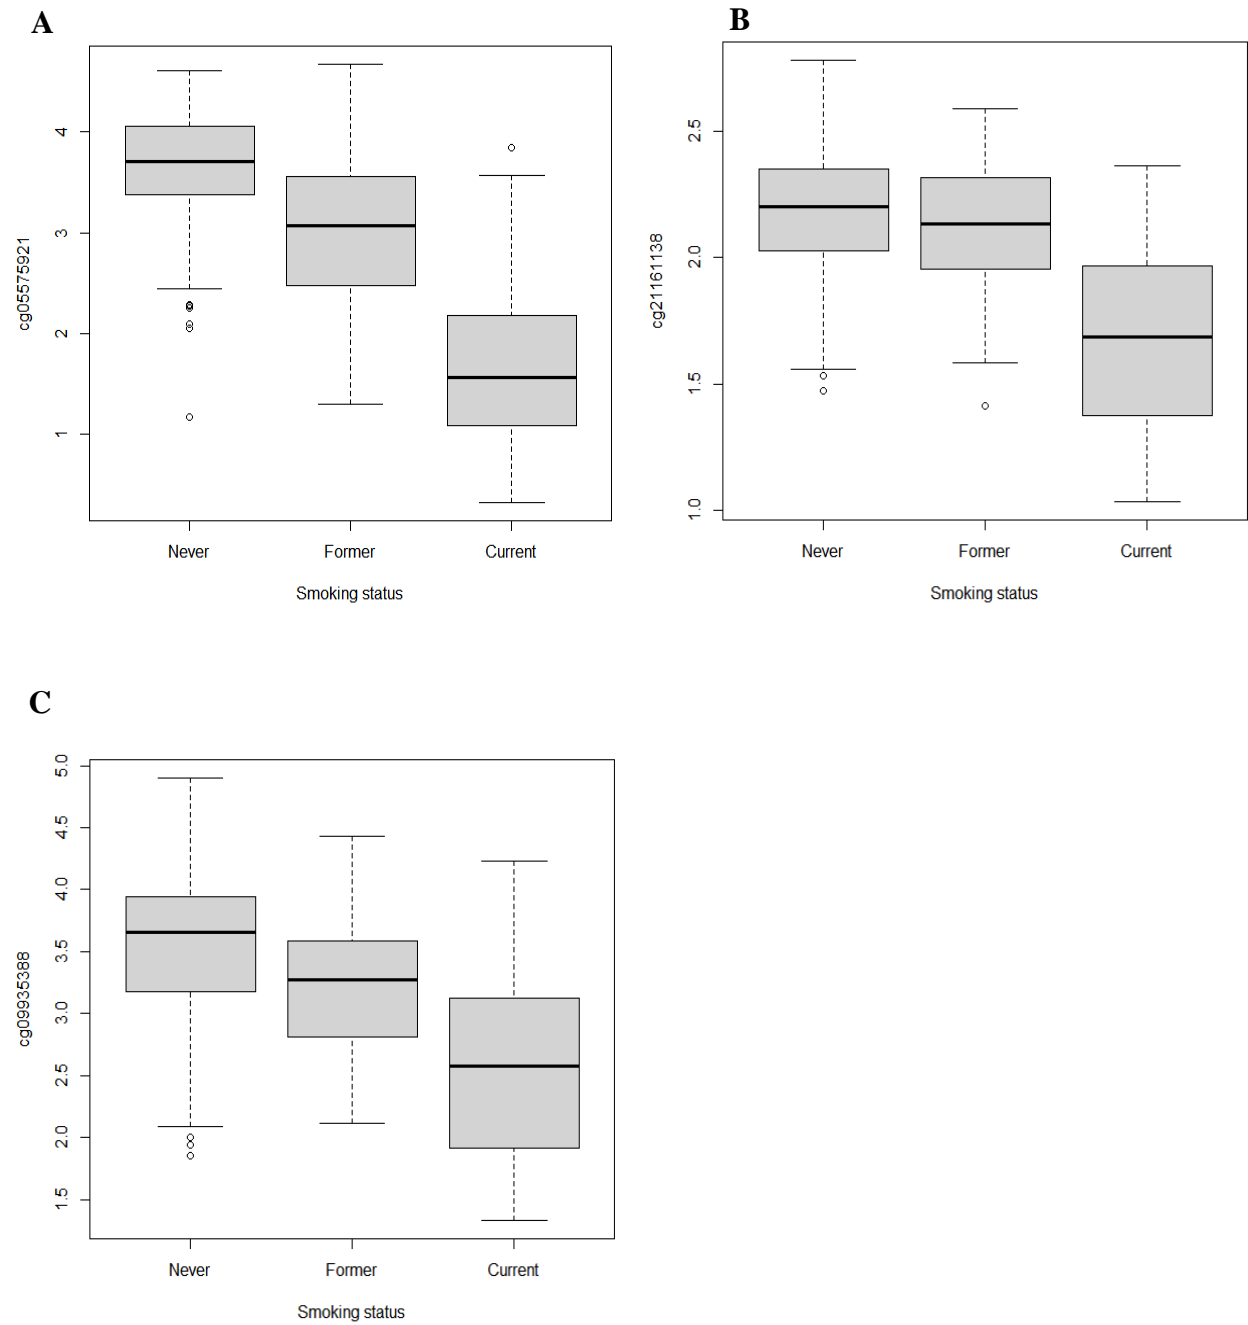 A
cg05575921
4
3
2
1
Never Former Current
Smoking status
B
cg21161138
2.5
2.0
1.5
1.0
Never Former Current
Smoking status
C
cg09935388
5.0
4.5
4.0
3.5
3.0
2.5
2.0
1.5
Never Former Current
Smoking status